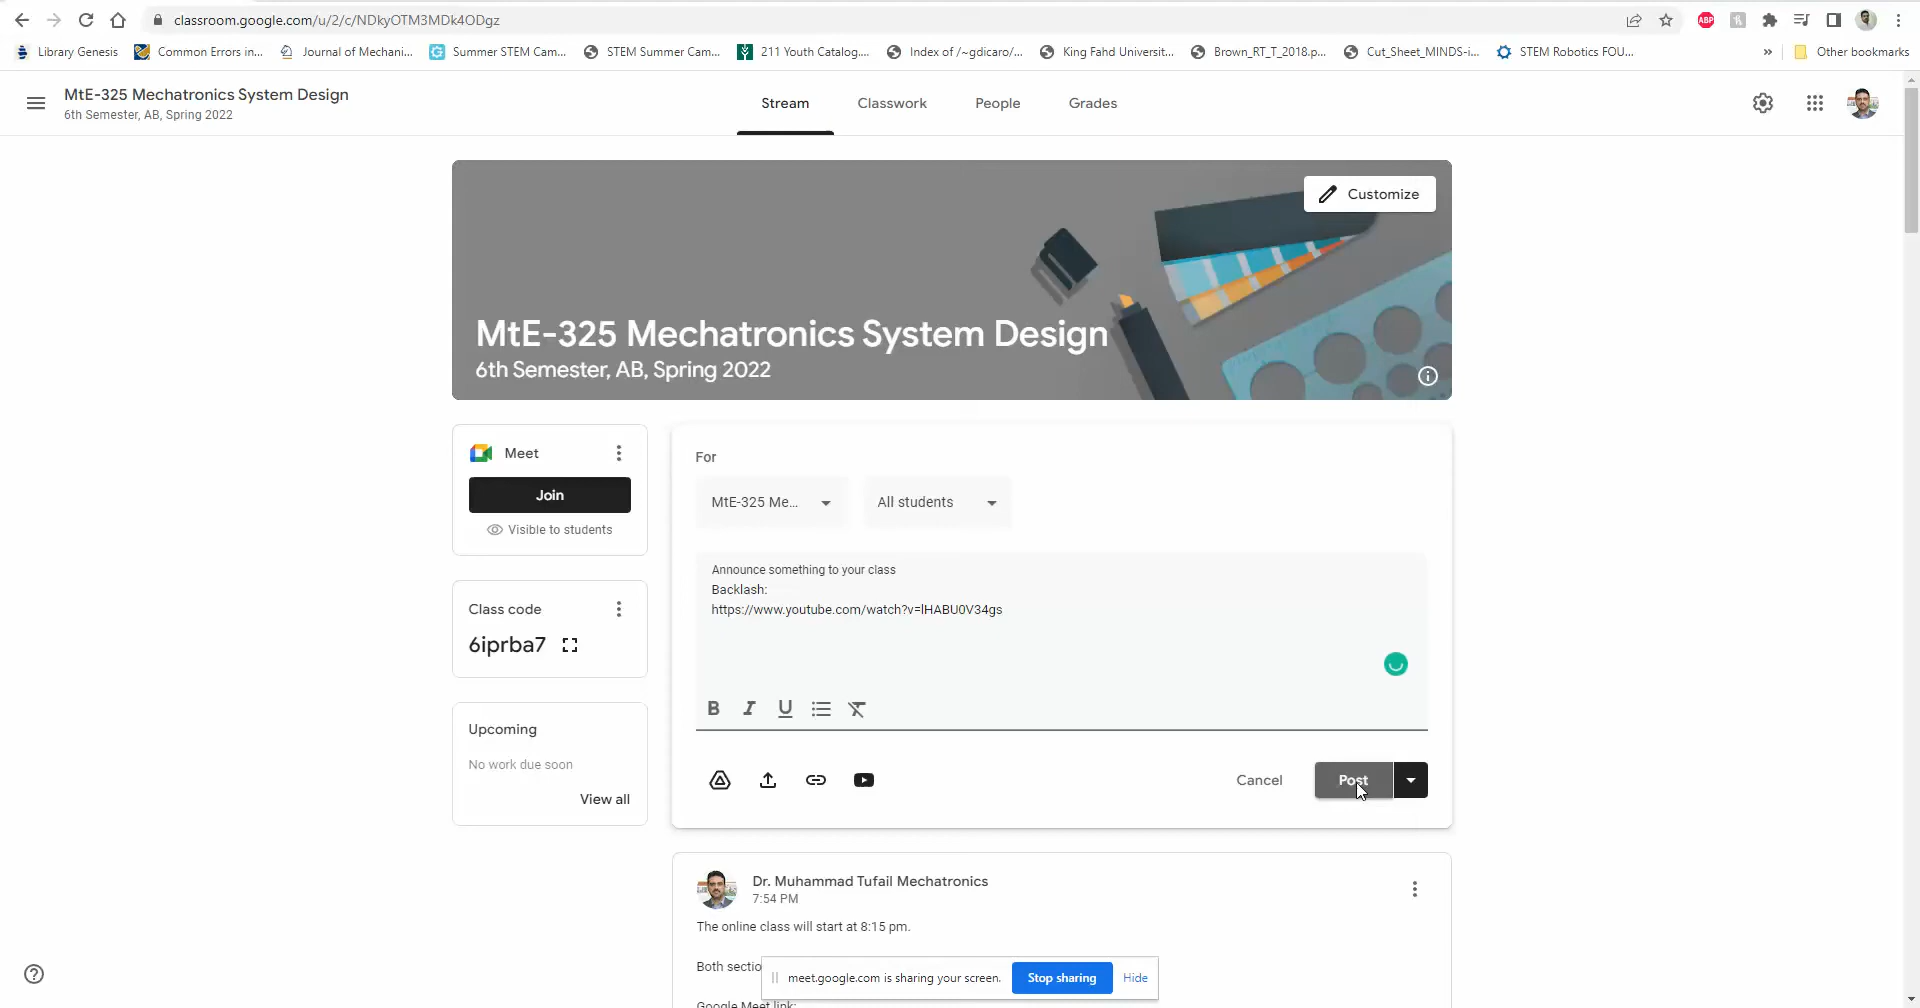 classroom.google.com/u/2/c/NDkyOTM3MDk4ODgz
ABP
Library Genesis
Common Errors in...
Journal of Mechani...
Summer STEM Cam...
STEM Summer Cam...
211 Youth Catalog....
Index of /~gdicaro/...
King Fahd Universit...
Brown_RT_T_2018.p...
Cut_Sheet_MINDS-i...
STEM Robotics FOU...
»
Other bookmarks
MtE-325 Mechatronics System Design
6th Semester, AB, Spring 2022
Stream
Classwork
People
Grades
Customize
MtE-325 Mechatronics System Design
6th Semester, AB, Spring 2022
Meet
Join
Visible to students
Class code
6iprba7
Upcoming
No work due soon
View all
For
MtE-325 Me...
All students
Announce something to your class
Backlash:
https://www.youtube.com/watch?v=lHABU0V34gs
B I U
Cancel
Post
Dr. Muhammad Tufail Mechatronics
7:54 PM
The online class will start at 8:15 pm.
Both sectio
Google Meet link:
meet.google.com is sharing your screen.
Stop sharing
Hide